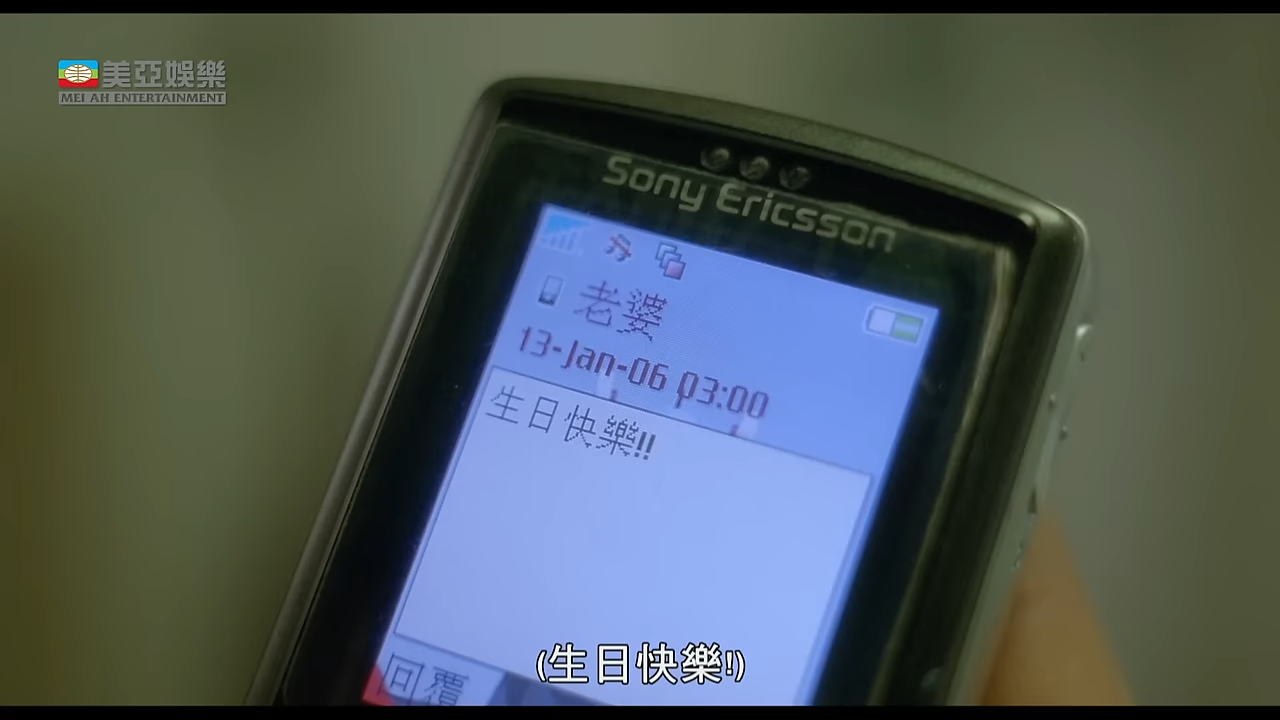 美亞娛樂
MEI AH ENTERTAINMENT
Sony Ericsson
老婆
13-Jan-06 03:00
生日快樂!!
回覆
(生日快樂!)